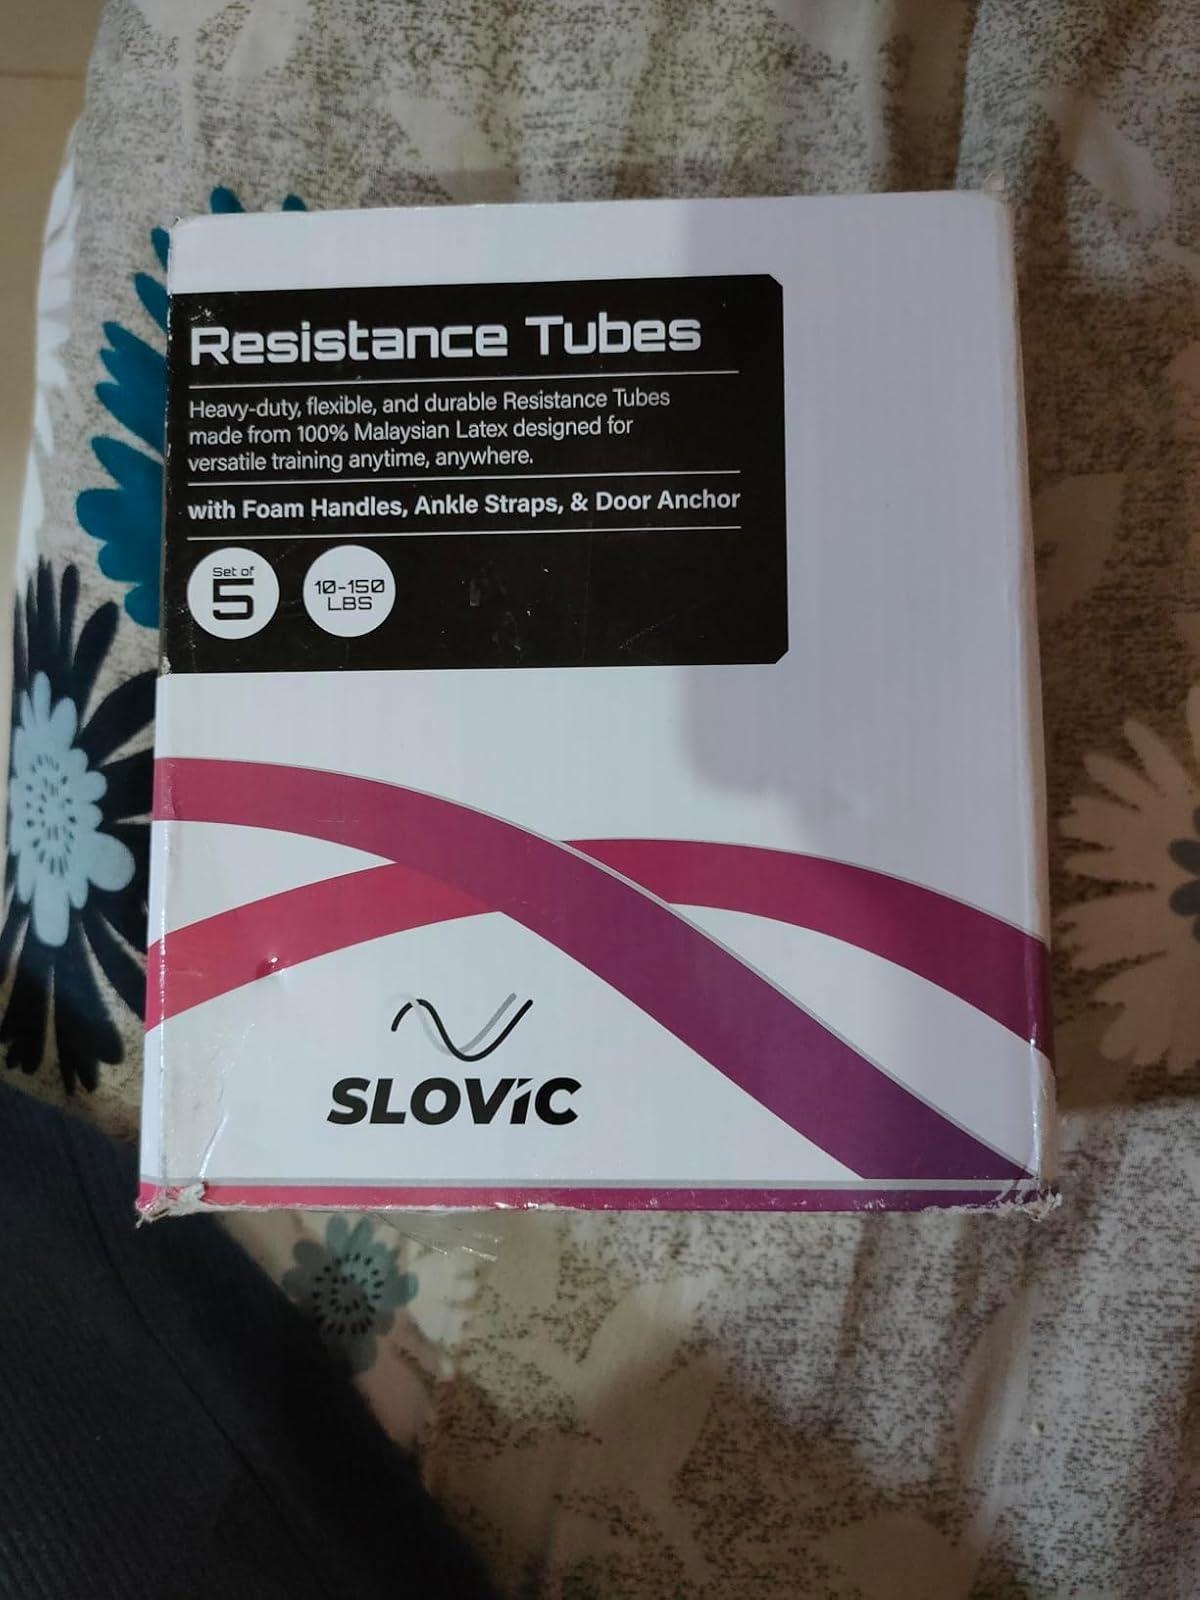 Resistance Tubes
Heavy-duty, flexible, and durable Resistance Tubes
made from 100% Malaysian Latex designed for
versatile training anytime, anywhere.
with Foam Handles, Ankle Straps, & Door Anchor
Set of
5
10-150
LBS
SLOVIC